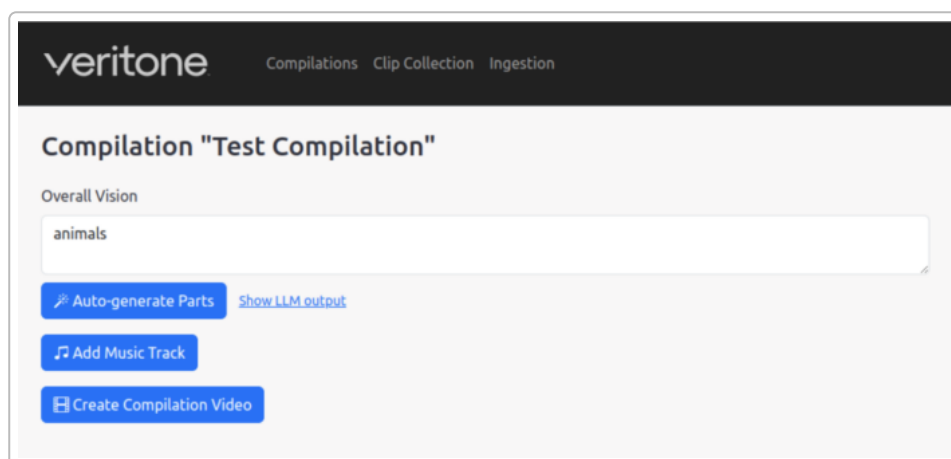 veritone
Compilations Clip Collection Ingestion
Compilation "Test Compilation"
Overall Vision
animals
Auto-generate Parts Show LLM output
Add Music Track
Create Compilation Video